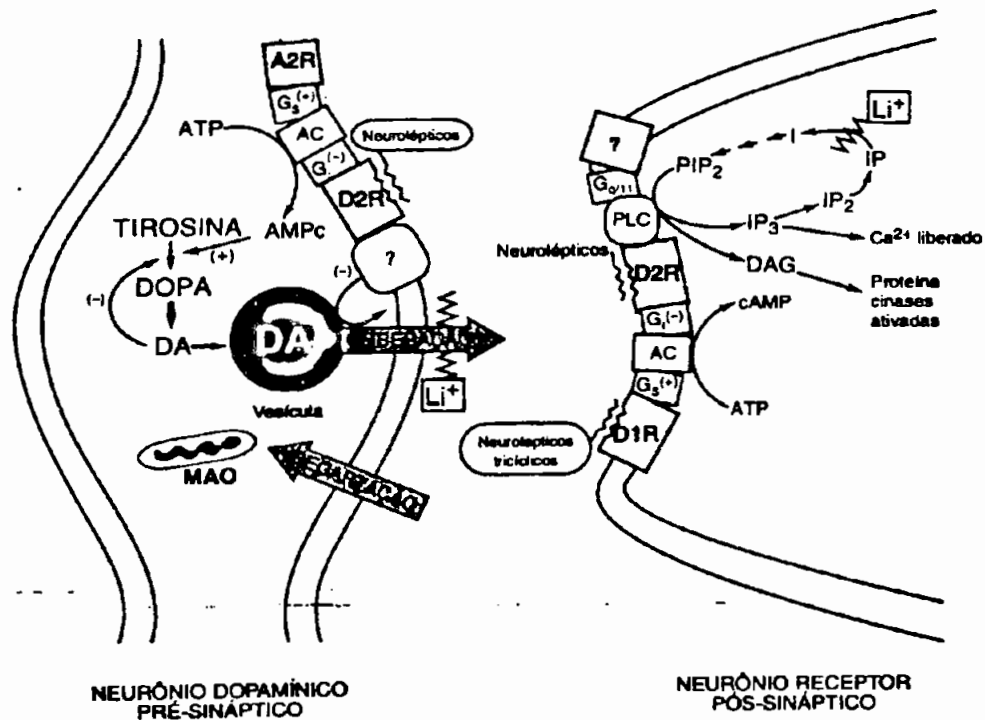 A2R
Gs(+)
ATP
AC
Neurolépticos
G(-)
D2R
TIROSINA
AMPc
(+)
?
(-)
DOPA
(-)
DA
DA
Vesícula
Li+
MAO
NEURÔNIO DOPAMÍNICO
PRÉ-SINÁPTICO
?
Li+
I
IP
PIP2
Gq/11
IP2
PLC
IP3
Ca2+ liberado
Neurolépticos
D2R
DAG
Proteína
cinases
ativadas
cAMP
Gi(-)
AC
Gs(+)
ATP
Neurolépticos
tricíclicos
D1R
NEURÔNIO RECEPTOR
PÓS-SINÁPTICO